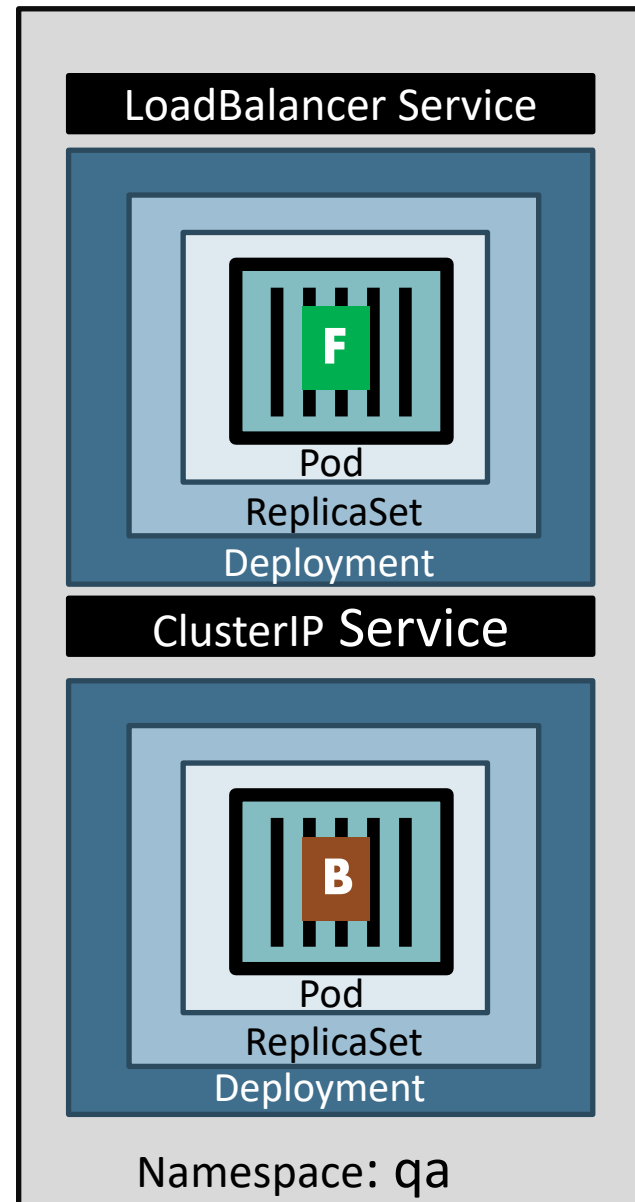 LoadBalancer Service
F
Pod
ReplicaSet
Deployment
ClusterIP Service
B
Pod
ReplicaSet
Deployment
Namespace: qa